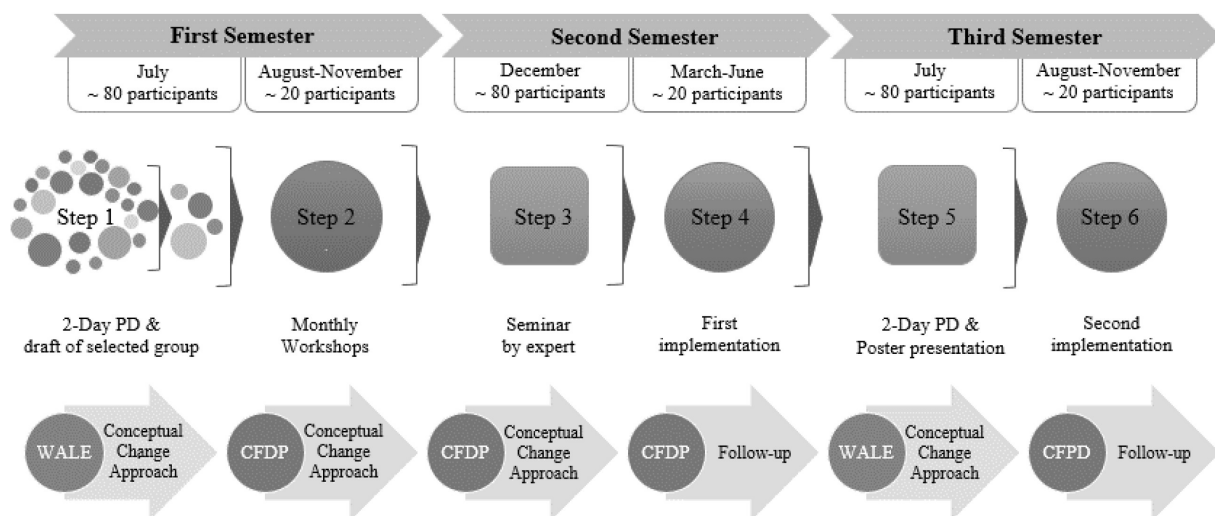 First Semester
Second Semester
Third Semester
July
~ 80 participants
August-November
~ 20 participants
December
~ 80 participants
March-June
~ 20 participants
July
~ 80 participants
August-November
~ 20 participants
Step 1
Step 2
Step 3
Step 4
Step 5
Step 6
2-Day PD &
draft of selected group
Monthly
Workshops
Seminar
by expert
First
implementation
2-Day PD &
Poster presentation
Second
implementation
WALE
Conceptual
Change
Approach
CFDP
Conceptual
Change
Approach
CFDP
Conceptual
Change
Approach
CFDP
Follow-up
WALE
Conceptual
Change
Approach
CFPD
Follow-up